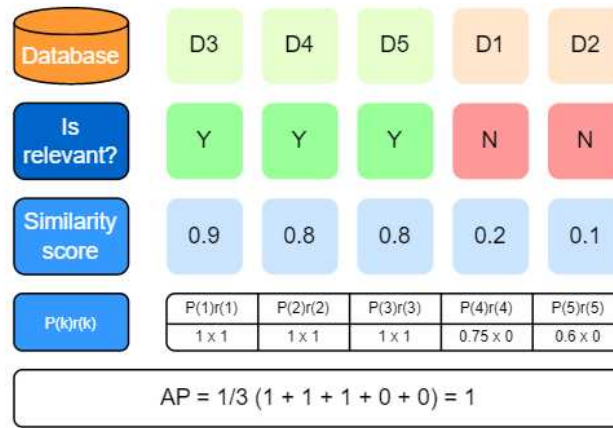 Database D3 D4 D5 D1 D2
Is relevant? Y Y Y N N
Similarity score 0.9 0.8 0.8 0.2 0.1
P(k)r(k) P(1)r(1) P(2)r(2) P(3)r(3) P(4)r(4) P(5)r(5)
1 x 1 1 x 1 1 x 1 0.75 x 0 0.6 x 0
AP = 1/3 (1 + 1 + 1 + 0 + 0) = 1